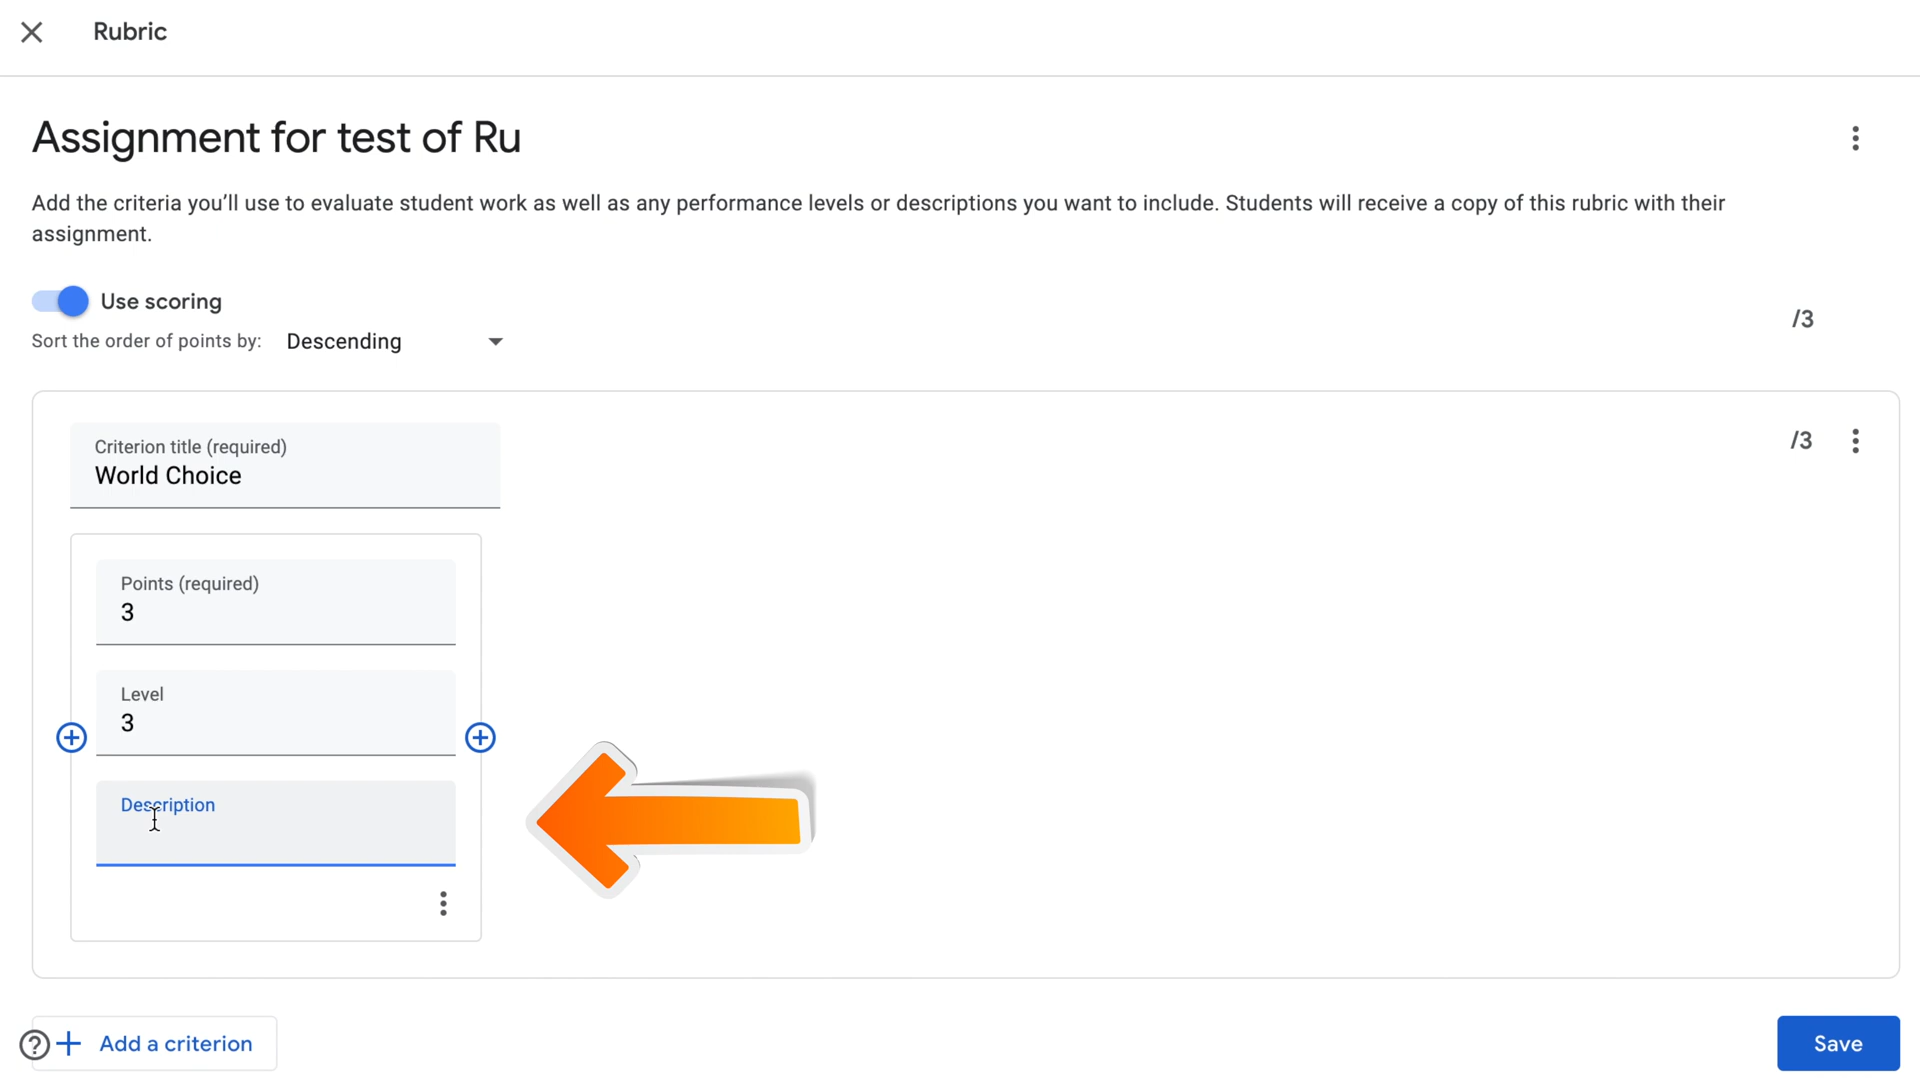 Rubric
Assignment for test of Ru
Add the criteria you’ll use to evaluate student work as well as any performance levels or descriptions you want to include. Students will receive a copy of this rubric with their
assignment.
Use scoring
Sort the order of points by: Descending
/3
Criterion title (required)
World Choice
/3
Points (required)
3
Level
3
Description
Add a criterion
Save